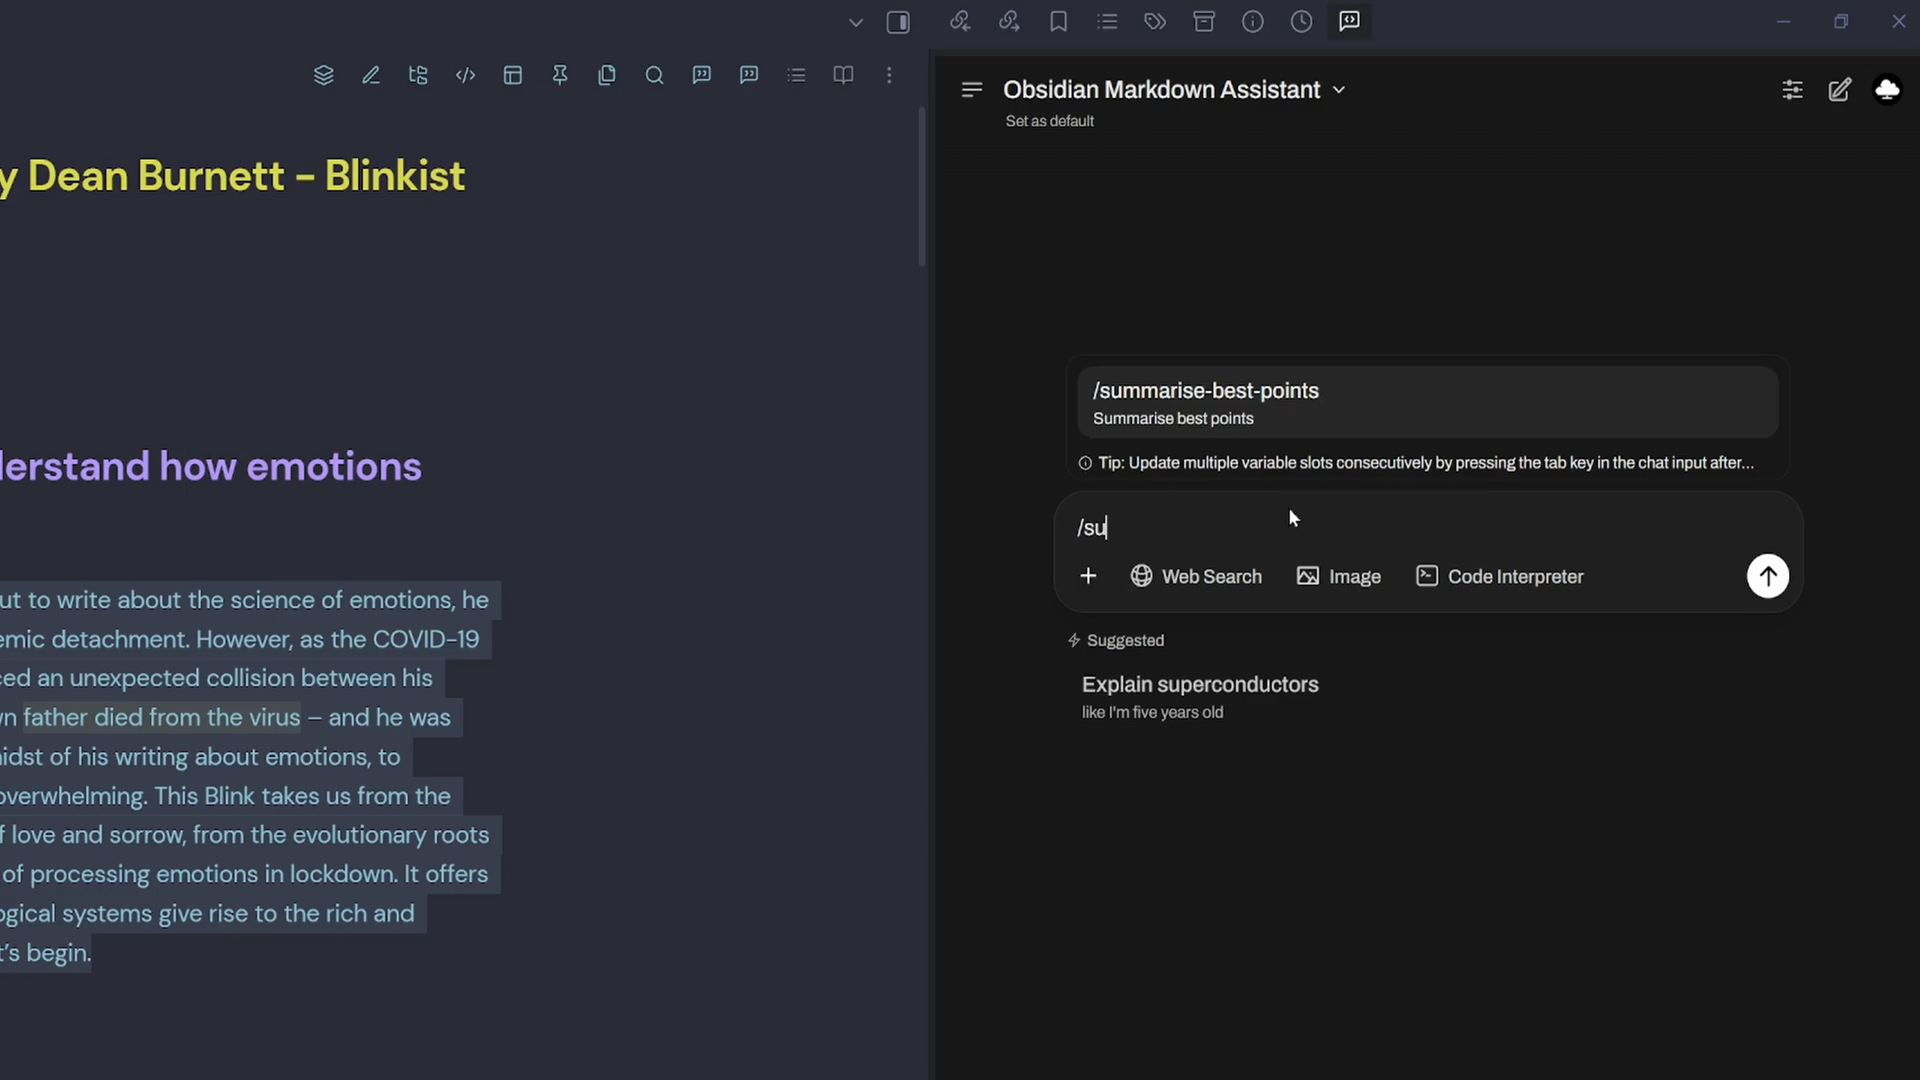 y Dean Burnett – Blinkist
derstand how emotions
ut to write about the science of emotions, he
emic detachment. However, as the COVID-19
ced an unexpected collision between his
wn father died from the virus – and he was
midst of his writing about emotions, to
overwhelming. This Blink takes us from the
f love and sorrow, from the evolutionary roots
of processing emotions in lockdown. It offers
ogical systems give rise to the rich and
t's begin.
Obsidian Markdown Assistant
Set as default
/summarise-best-points
Summarise best points
Tip: Update multiple variable slots consecutively by pressing the tab key in the chat input after...
/su
Web Search Image Code Interpreter
Suggested
Explain superconductors
like I'm five years old